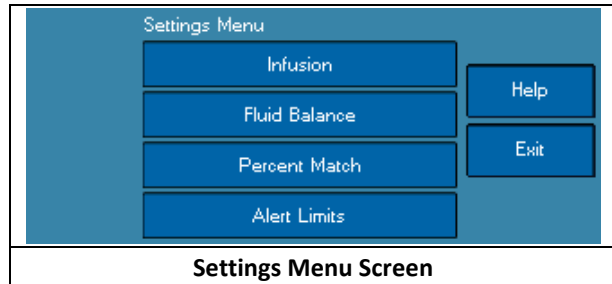 Settings Menu
Infusion
Help
Fluid Balance
Exit
Percent Match
Alert Limits
Settings Menu Screen